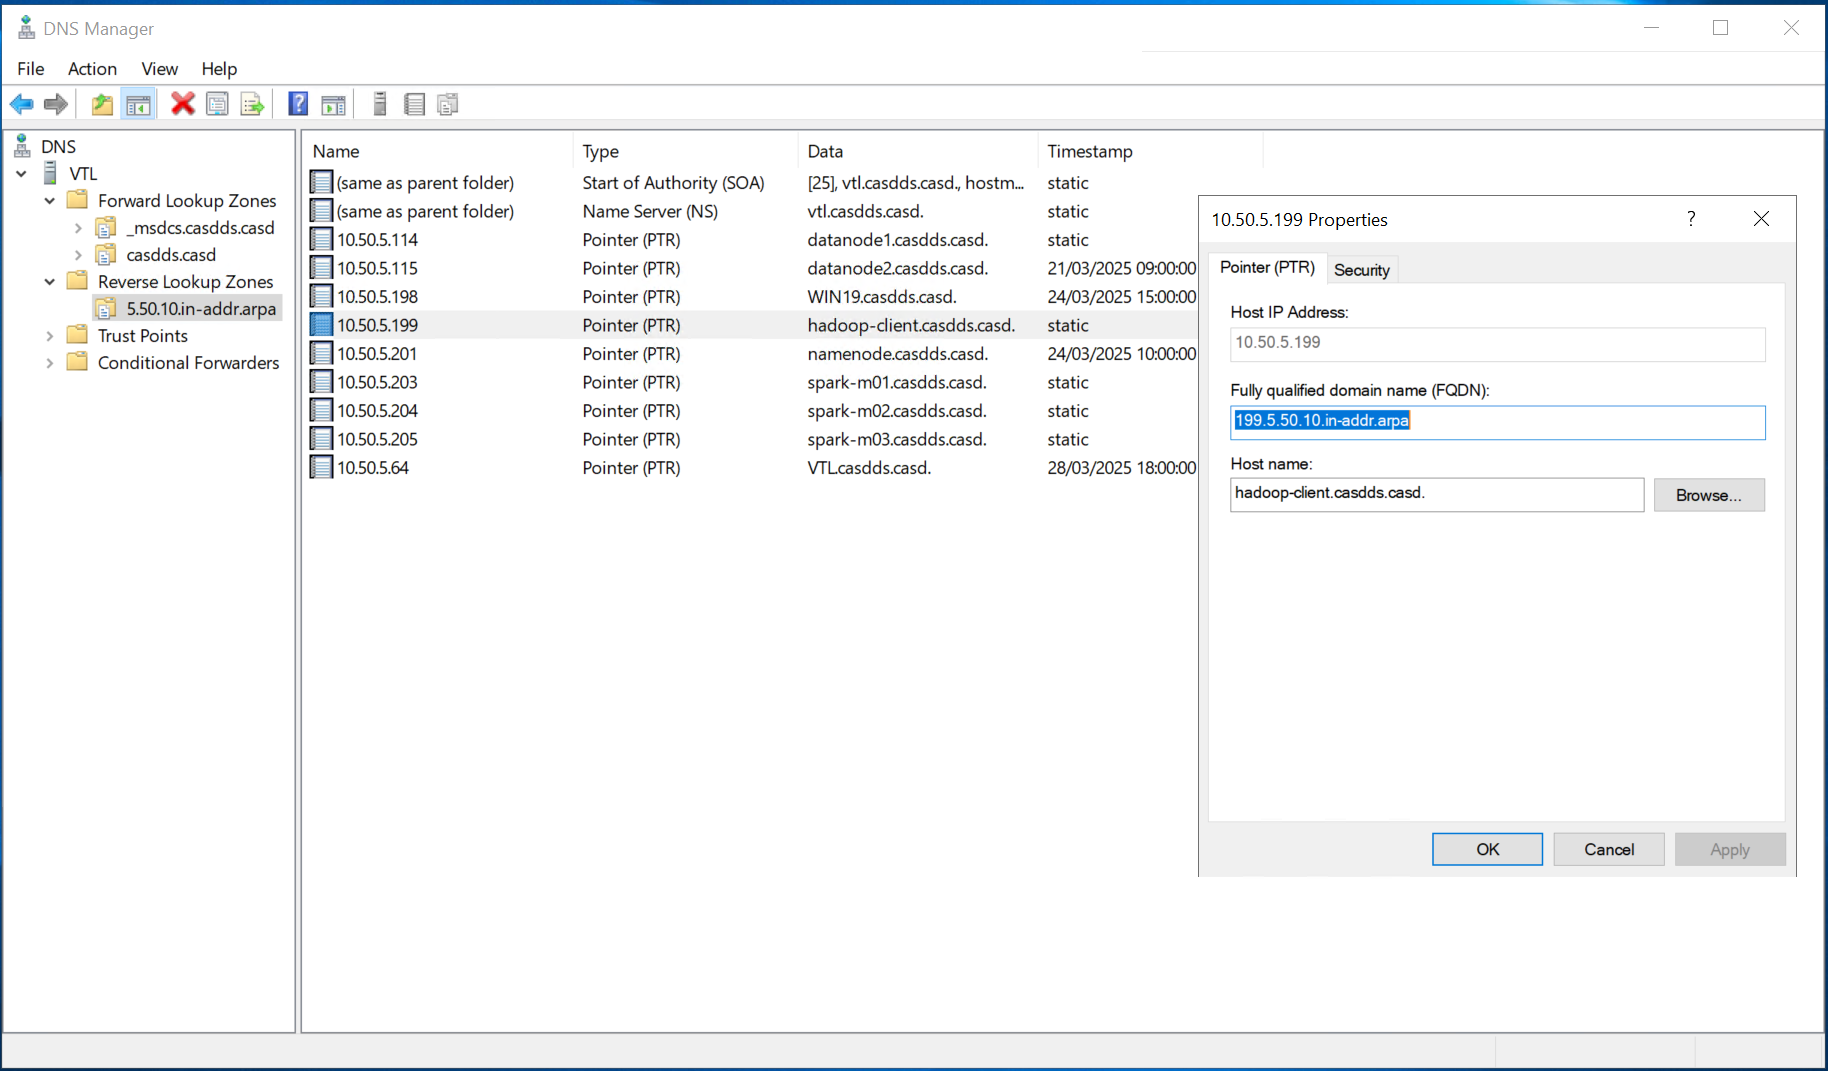 DNS Manager
File Action View Help
DNS
VTL
Forward Lookup Zones
_msdcs.casdds.casd
casdds.casd
Reverse Lookup Zones
5.50.10.in-addr.arpa
Trust Points
Conditional Forwarders
Name Type Data Timestamp
(same as parent folder) Start of Authority (SOA) [25], vtl.casdds.casd., hostm... static
(same as parent folder) Name Server (NS) vtl.casdds.casd. static
10.50.5.114 Pointer (PTR) datanode1.casdds.casd. static
10.50.5.115 Pointer (PTR) datanode2.casdds.casd. 21/03/2025 09:00:00
10.50.5.198 Pointer (PTR) WIN19.casdds.casd. 24/03/2025 15:00:00
10.50.5.199 Pointer (PTR) hadoop-client.casdds.casd. static
10.50.5.201 Pointer (PTR) namenode.casdds.casd. 24/03/2025 10:00:00
10.50.5.203 Pointer (PTR) spark-m01.casdds.casd. static
10.50.5.204 Pointer (PTR) spark-m02.casdds.casd. static
10.50.5.205 Pointer (PTR) spark-m03.casdds.casd. static
10.50.5.64 Pointer (PTR) VTL.casdds.casd. 28/03/2025 18:00:00
10.50.5.199 Properties ?
Pointer (PTR) Security
Host IP Address:
10.50.5.199
Fully qualified domain name (FQDN):
199.5.50.10.in-addr.arpa
Host name:
hadoop-client.casdds.casd. Browse...
OK Cancel Apply